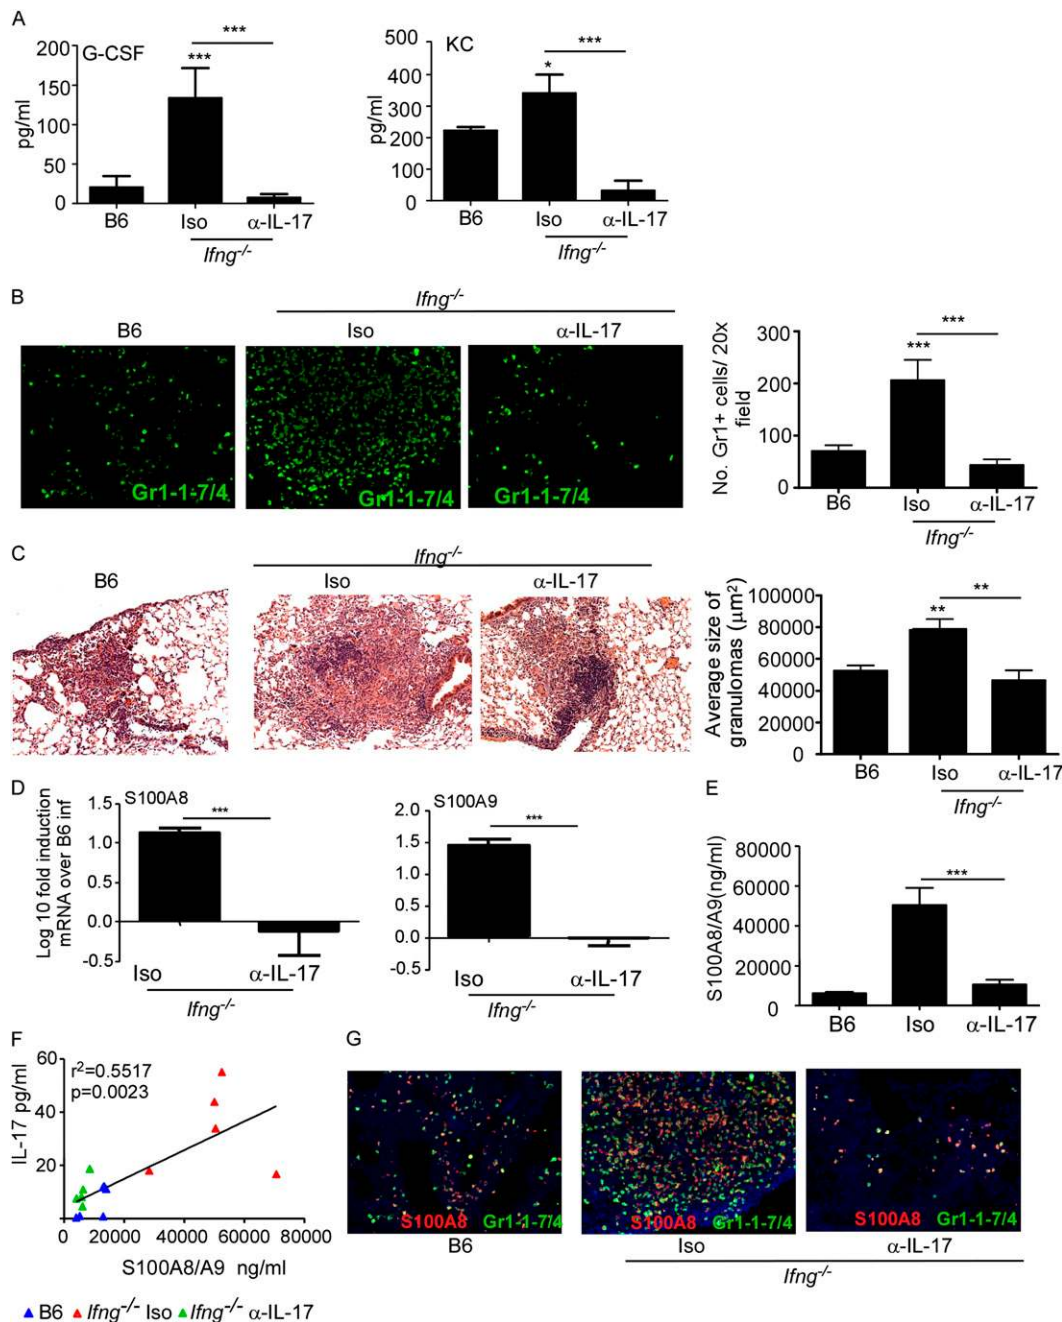 A
G-CSF
***
***
200
150
100
50
0
pg/ml
B6
Iso
α-IL-17
Ifng-/-
KC
***
*
500
400
300
200
100
0
pg/ml
B6
Iso
α-IL-17
Ifng-/-
B
Ifng-/-
B6
Iso
α-IL-17
Gr1-1-7/4
Gr1-1-7/4
Gr1-1-7/4
***
***
300
200
100
0
No. Gr1+ cells/ 20x
field
B6
Iso
α-IL-17
Ifng-/-
C
Ifng-/-
B6
Iso
α-IL-17
**
**
100000
80000
60000
40000
20000
0
Average size of
granulomas (μm²)
B6
Iso
α-IL-17
Ifng-/-
D
S100A8
***
1.5
1.0
0.5
0.0
-0.5
Log 10 fold induction
mRNA over B6 inf
Iso
α-IL-17
Ifng-/-
S100A9
***
2.0
1.5
1.0
0.5
0.0
-0.5
Iso
α-IL-17
Ifng-/-
E
***
80000
60000
40000
20000
0
S100A8/A9(ng/ml)
B6
Iso
α-IL-17
F
r²=0.5517
p=0.0023
60
40
20
IL-17 pg/ml
0
20000
40000
60000
80000
S100A8/A9 ng/ml
B6 Ifng-/- Iso Ifng-/- α-IL-17
G
S100A8 Gr1-1-7/4
S100A8 Gr1-1-7/4
S100A8 Gr1-1-7/4
B6
Iso
α-IL-17
Ifng-/-